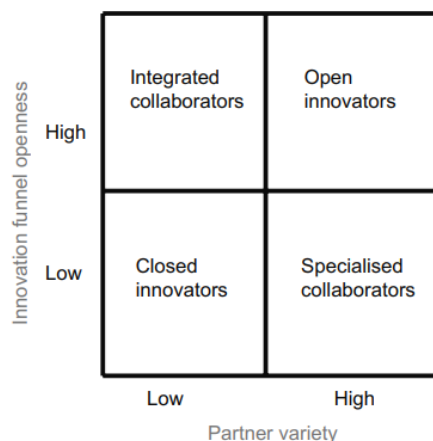 Innovation funnel openness
High
Integrated
collaborators
Open
innovators
Low
Closed
innovators
Specialised
collaborators
Low
High
Partner variety